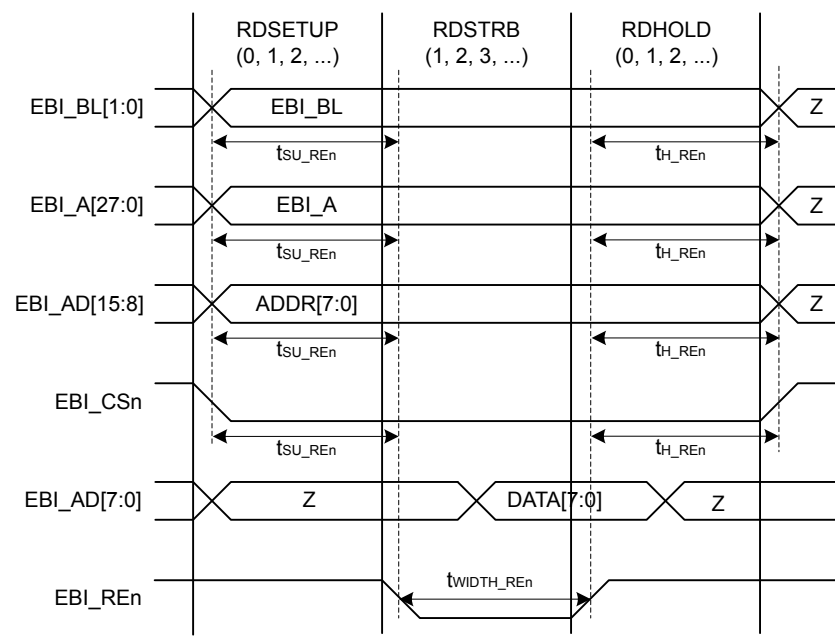 RDSETUP RDSTRB RDHOLD
(0, 1, 2, ...) (1, 2, 3, ...) (0, 1, 2, ...)
EBI_BL[1:0] EBI_BL Z
tSU_REn tH_REn
EBI_A[27:0] EBI_A Z
tSU_REn tH_REn
EBI_AD[15:8] ADDR[7:0] Z
tSU_REn tH_REn
EBI_CSn
tSU_REn tH_REn
EBI_AD[7:0] Z DATA[7:0] Z
EBI_REn tWIDTH_REn